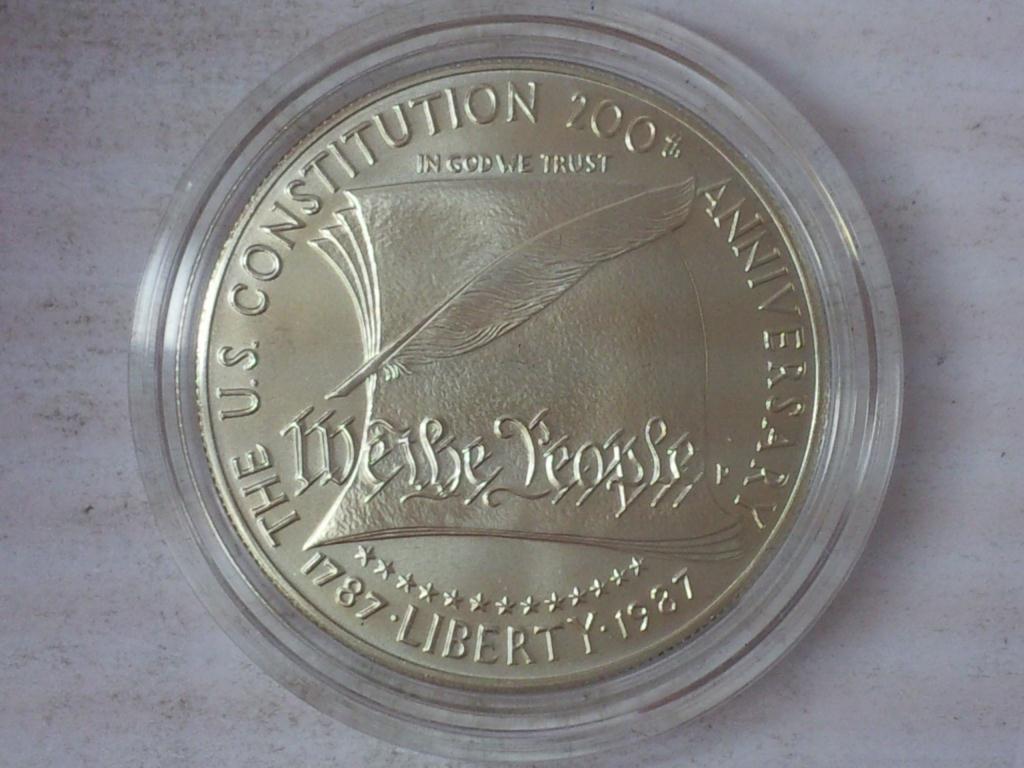 THE U.S. CONSTITUTION 200th ANNIVERSARY
IN GOD WE TRUST
We the People
P
1787 · LIBERTY · 1987